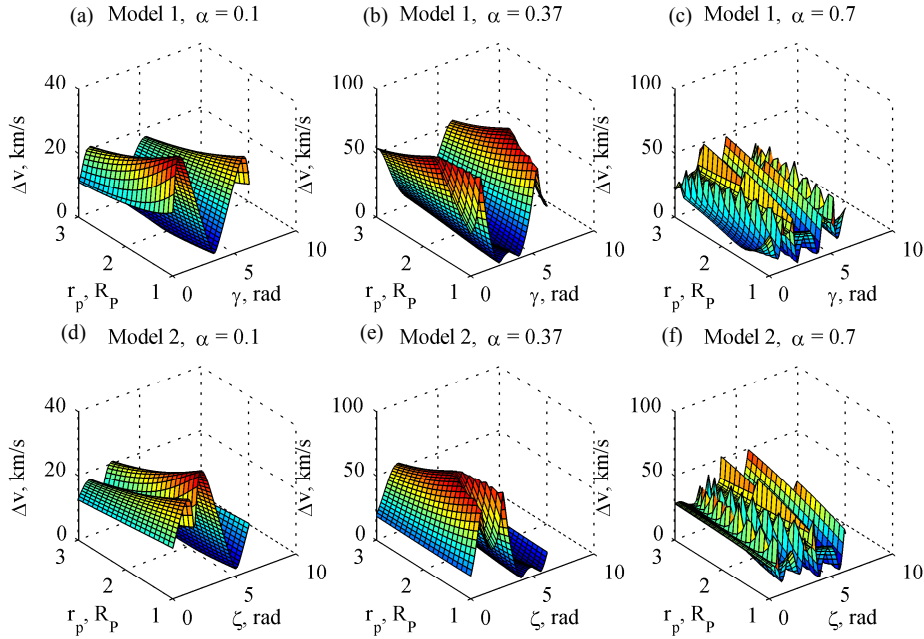 (a) Model 1, α = 0.1
(b) Model 1, α = 0.37
(c) Model 1, α = 0.7
Δv, km/s
40
20
0
3
2
1
0
5
10
r_p, R_P
γ, rad
Δv, km/s
100
50
0
3
2
1
0
5
10
r_p, R_P
γ, rad
Δv, km/s
100
50
0
3
2
1
0
5
10
r_p, R_P
γ, rad
(d) Model 2, α = 0.1
(e) Model 2, α = 0.37
(f) Model 2, α = 0.7
Δv, km/s
40
20
0
3
2
1
0
5
10
r_p, R_P
ζ, rad
Δv, km/s
100
50
0
3
2
1
0
5
10
r_p, R_P
ζ, rad
Δv, km/s
100
50
0
3
2
1
0
5
10
r_p, R_P
ζ, rad